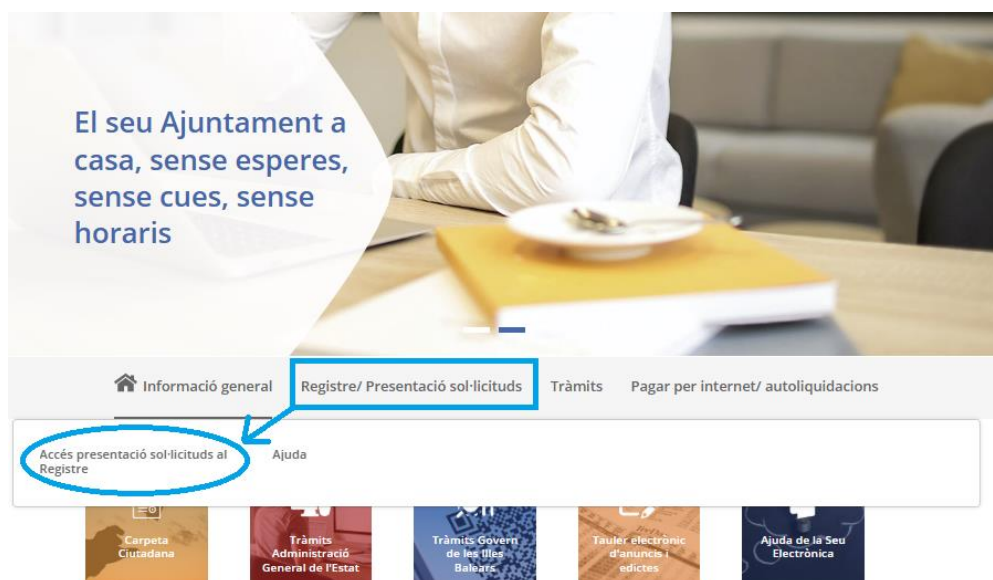 El seu Ajuntament a
casa, sense esperes,
sense cues, sense
horaris
Informació general
Registre/ Presentació sol·licituds
Tràmits
Pagar per internet/ autoliquidacions
Accés presentació sol·licituds al
Registre
Ajuda
Carpeta
Ciutadana
Tràmits
Administració
General de l'Estat
Tràmits Govern
de les Illes
Balears
Tauler electrònic
d'anuncis i
edictes
Ajuda de la Seu
Electrònica